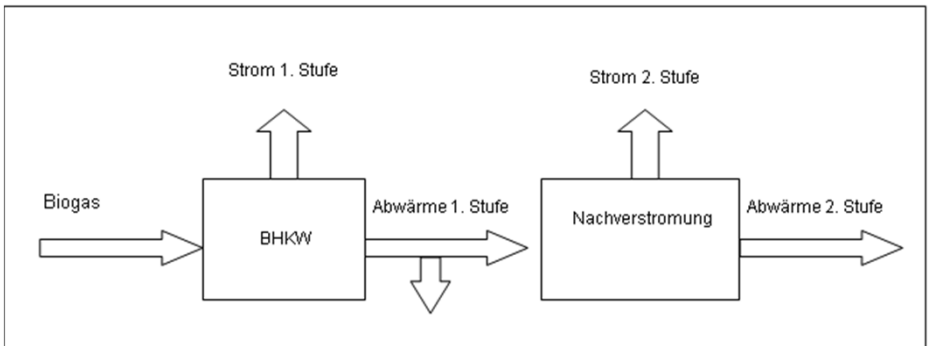 Strom 1. Stufe
Strom 2. Stufe
Biogas
BHKW
Abwärme 1. Stufe
Nachverstromung
Abwärme 2. Stufe